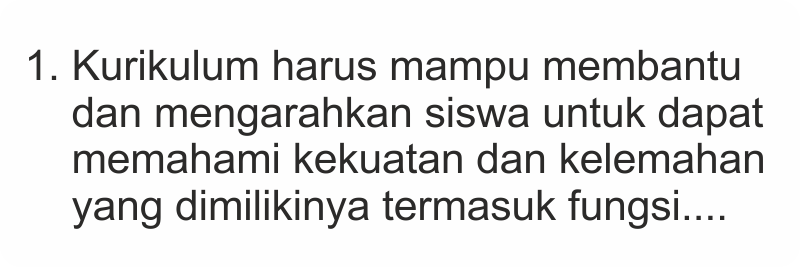 1. Kurikulum harus mampu membantu
dan mengarahkan siswa untuk dapat
memahami kekuatan dan kelemahan
yang dimilikinya termasuk fungsi....